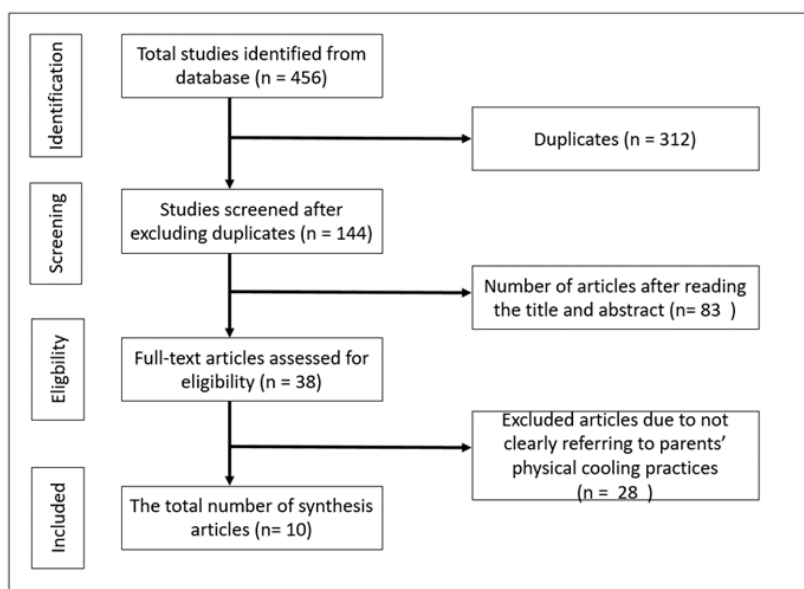 Identification
Total studies identified from
database (n = 456)
Duplicates (n = 312)
Screening
Studies screened after
excluding duplicates (n = 144)
Number of articles after reading
the title and abstract (n= 83  )
Eligbility
Full-text articles assessed for
eligibility (n = 38)
Excluded articles due to not
clearly referring to parents’
physical cooling practices
(n =  28  )
Included
The total number of synthesis
articles (n= 10)